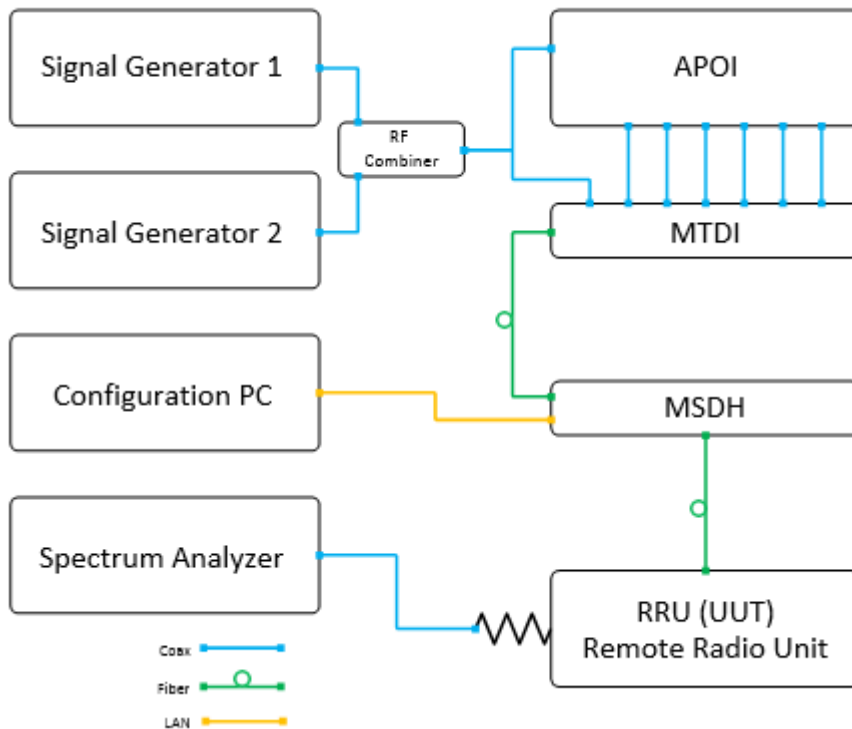 Signal Generator 1
APOI
RF
Combiner
Signal Generator 2
MTDI
Configuration PC
MSDH
Spectrum Analyzer
RRU (UUT)
Remote Radio Unit
Coax
Fiber
LAN